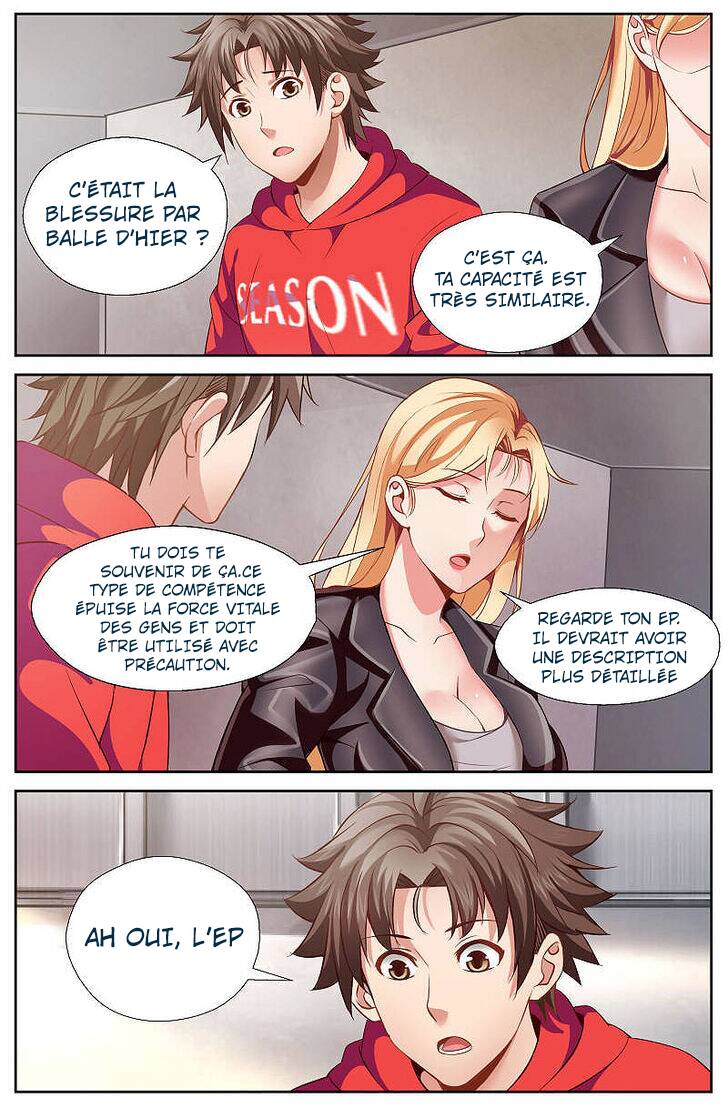 C'ÉTAIT LA
BLESSURE PAR
BALLE D'HIER ?
SEASON
C'EST ÇA.
TA CAPACITÉ EST
TRÈS SIMILAIRE.
TU DOIS TE
SOUVENIR DE ÇA.CE
TYPE DE COMPÉTENCE
ÉPUISE LA FORCE VITALE
DES GENS ET DOIT
ÊTRE UTILISÉ AVEC
PRÉCAUTION.
REGARDE TON EP.
IL DEVRAIT AVOIR
UNE DESCRIPTION
PLUS DÉTAILLÉE
AH OUI, L'EP